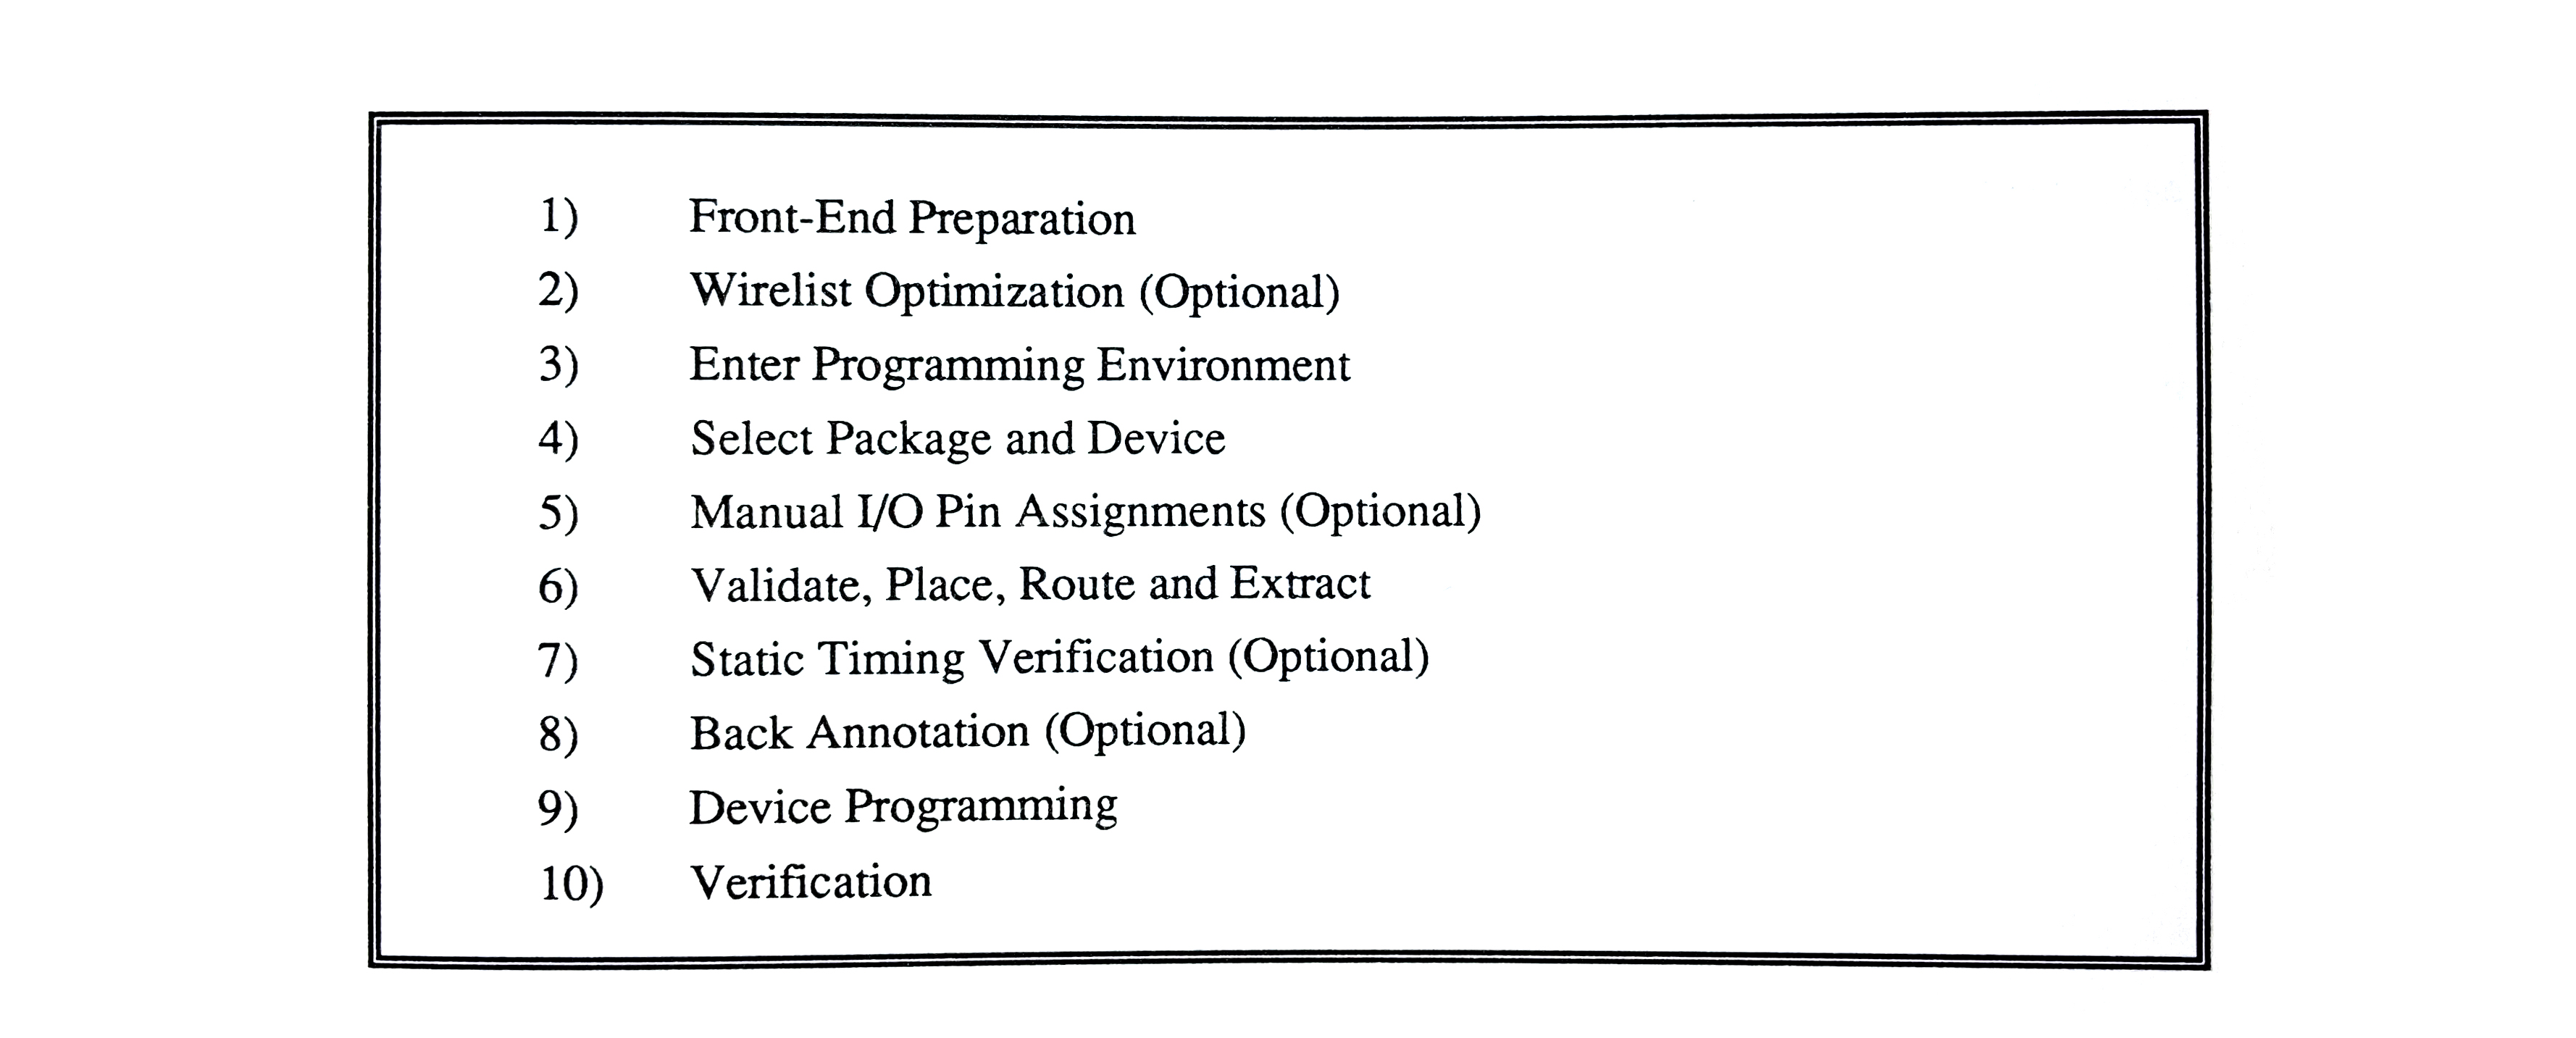 1) Front-End Preparation
2) Wirelist Optimization (Optional)
3) Enter Programming Environment
4) Select Package and Device
5) Manual I/O Pin Assignments (Optional)
6) Validate, Place, Route and Extract
7) Static Timing Verification (Optional)
8) Back Annotation (Optional)
9) Device Programming
10) Verification